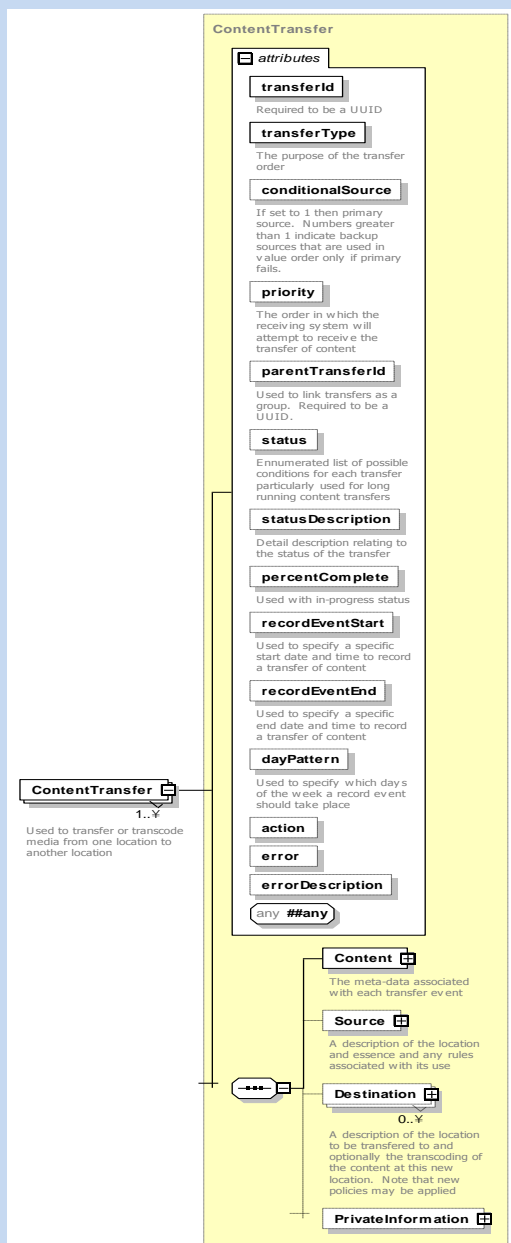 ContentTransfer
attributes
transferId
Required to be a UUID
transferType
The purpose of the transfer
order
conditionalSource
If set to 1 then primary
source. Numbers greater
than 1 indicate backup
sources that are used in
value order only if primary
fails.
priority
The order in which the
receiving system will
attempt to receive the
transfer of content
parentTransferId
Used to link transfers as a
group. Required to be a
UUID.
status
Ennumerated list of possible
conditions for each transfer
particularly used for long
running content transfers
statusDescription
Detail description relating to
the status of the transfer
percentComplete
Used with in-progress status
recordEventStart
Used to specify a specific
start date and time to record
a transfer of content
recordEventEnd
Used to specify a specific
end date and time to record
a transfer of content
dayPattern
Used to specify which days
of the week a record event
should take place
action
error
errorDescription
any ##any
ContentTransfer
1..¥
Used to transfer or transcode
media from one location to
another location
Content
The meta-data associated
with each transfer event
Source
A description of the location
and essence and any rules
associated with its use
Destination
0..¥
A description of the location
to be transfered to and
optionally the transcoding of
the content at this new
location. Note that new
policies may be applied
PrivateInformation